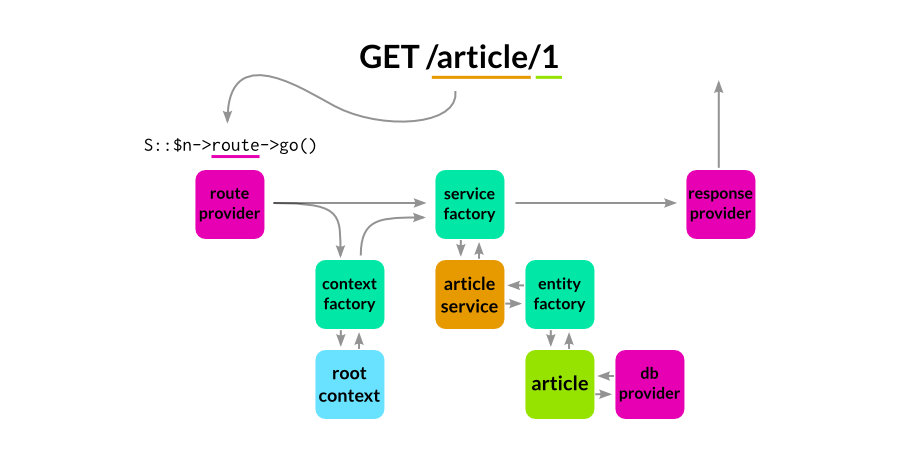 GET /article/1
S::$n->route->go()
route
provider
service
factory
response
provider
context
factory
article
service
entity
factory
root
context
article
db
provider